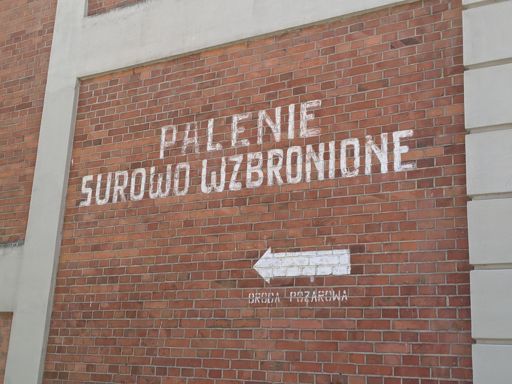 PALENIE
SUROWO WZBRONIONE
DROGA POŻAROWA